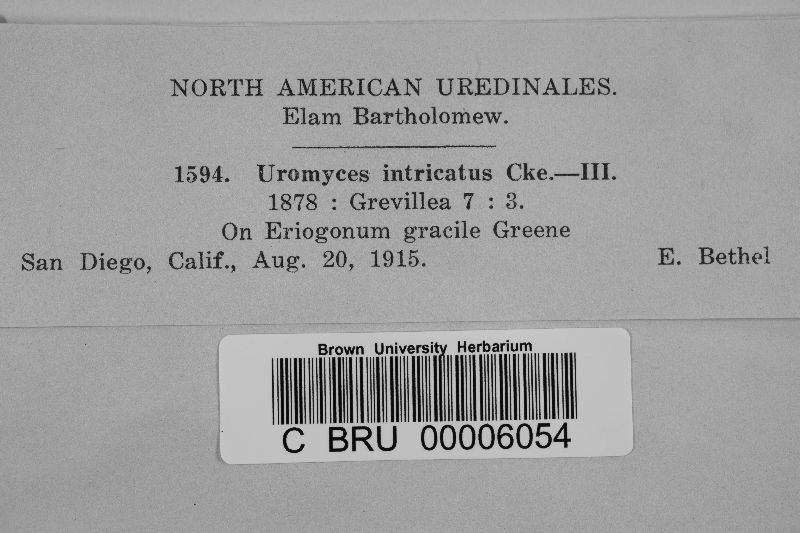 NORTH AMERICAN UREDINALES.
Elam Bartholomew.
1594. Uromyces intricatus Cke.—III.
1878 : Grevillea 7 : 3.
On Eriogonum gracile Greene
San Diego, Calif., Aug. 20, 1915. E. Bethel
Brown University Herbarium
C BRU 00006054